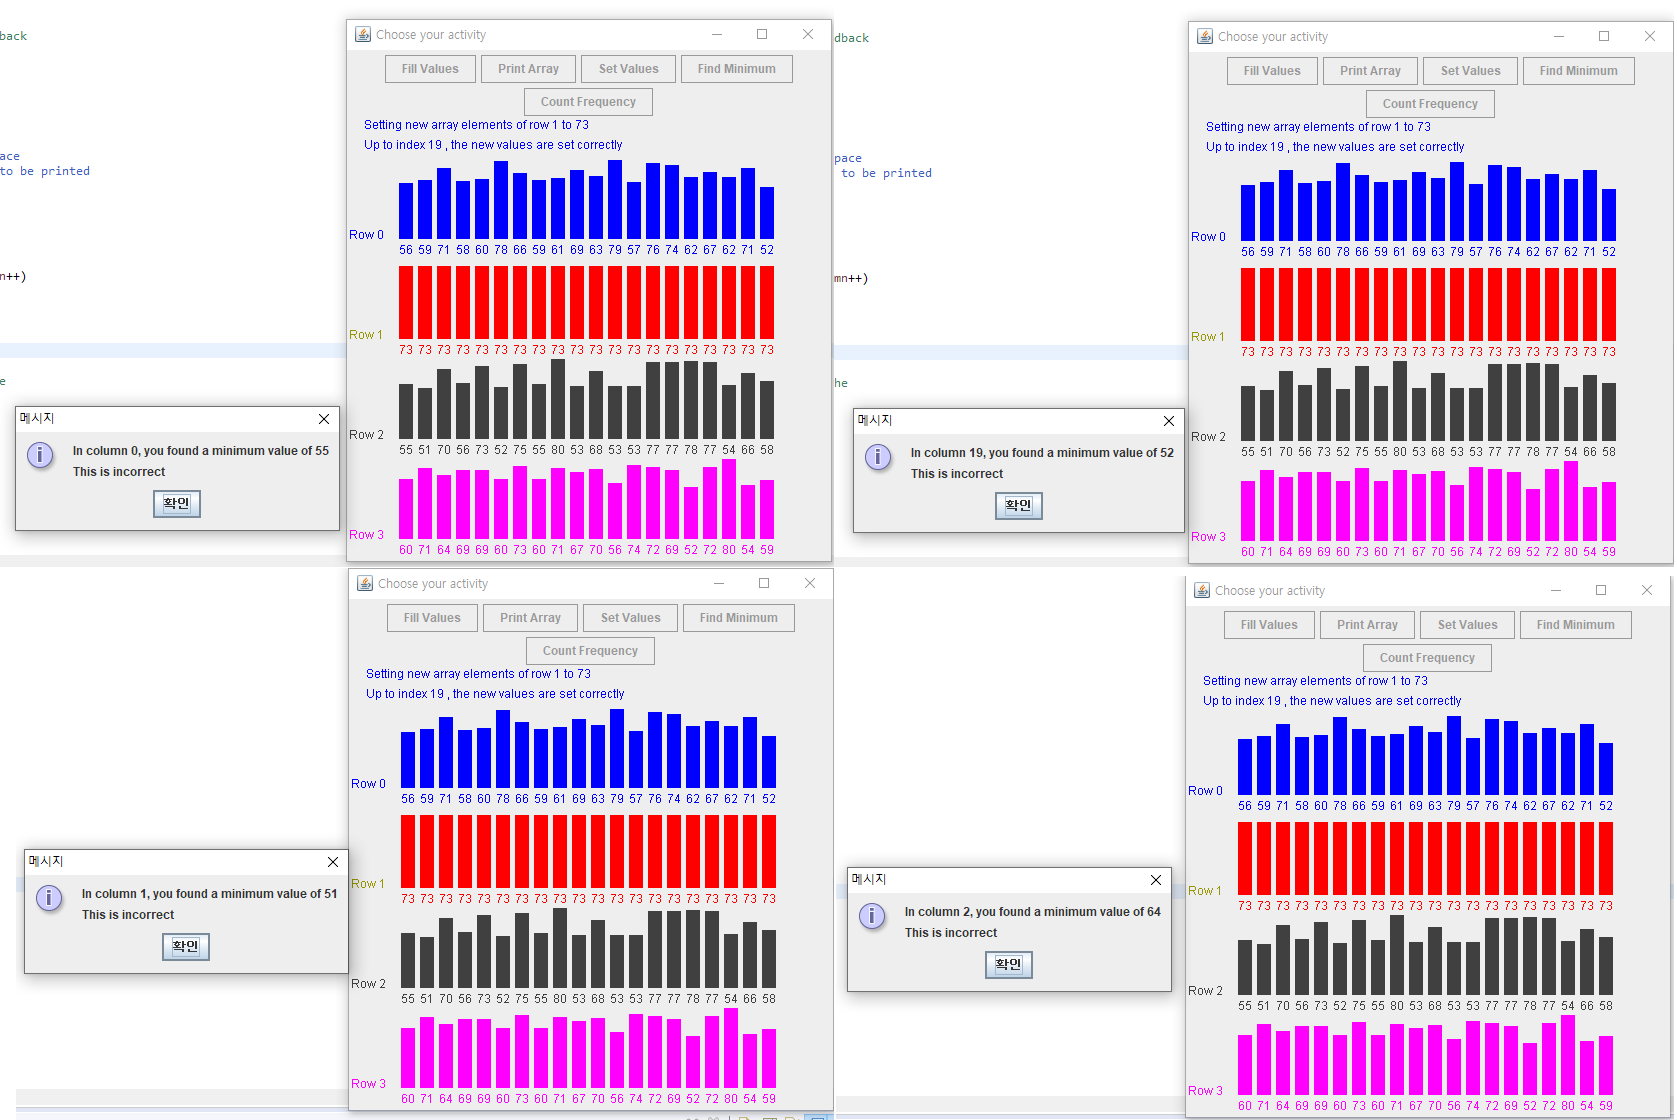 back
ace
to be printed
n++)
e
Choose your activity
Fill Values Print Array Set Values Find Minimum
Count Frequency
Setting new array elements of row 1 to 73
Up to index 19 , the new values are set correctly
Row 0
56 59 71 58 60 78 66 59 61 69 63 79 57 76 74 62 67 62 71 52
Row 1
73 73 73 73 73 73 73 73 73 73 73 73 73 73 73 73 73 73 73 73
Row 2
55 51 70 56 73 52 75 55 80 53 68 53 53 77 77 78 77 54 66 58
Row 3
60 71 64 69 69 60 73 60 71 67 70 56 74 72 69 52 72 80 54 59
메시지
In column 0, you found a minimum value of 55
This is incorrect
확인
dback
pace
to be printed
mn++)
he
Choose your activity
Fill Values Print Array Set Values Find Minimum
Count Frequency
Setting new array elements of row 1 to 73
Up to index 19 , the new values are set correctly
Row 0
56 59 71 58 60 78 66 59 61 69 63 79 57 76 74 62 67 62 71 52
Row 1
73 73 73 73 73 73 73 73 73 73 73 73 73 73 73 73 73 73 73 73
Row 2
55 51 70 56 73 52 75 55 80 53 68 53 53 77 77 78 77 54 66 58
Row 3
60 71 64 69 69 60 73 60 71 67 70 56 74 72 69 52 72 80 54 59
메시지
In column 19, you found a minimum value of 52
This is incorrect
확인
Choose your activity
Fill Values Print Array Set Values Find Minimum
Count Frequency
Setting new array elements of row 1 to 73
Up to index 19 , the new values are set correctly
Row 0
56 59 71 58 60 78 66 59 61 69 63 79 57 76 74 62 67 62 71 52
Row 1
73 73 73 73 73 73 73 73 73 73 73 73 73 73 73 73 73 73 73 73
Row 2
55 51 70 56 73 52 75 55 80 53 68 53 53 77 77 78 77 54 66 58
Row 3
60 71 64 69 69 60 73 60 71 67 70 56 74 72 69 52 72 80 54 59
메시지
In column 1, you found a minimum value of 51
This is incorrect
확인
Choose your activity
Fill Values Print Array Set Values Find Minimum
Count Frequency
Setting new array elements of row 1 to 73
Up to index 19 , the new values are set correctly
Row 0
56 59 71 58 60 78 66 59 61 69 63 79 57 76 74 62 67 62 71 52
Row 1
73 73 73 73 73 73 73 73 73 73 73 73 73 73 73 73 73 73 73 73
Row 2
55 51 70 56 73 52 75 55 80 53 68 53 53 77 77 78 77 54 66 58
Row 3
60 71 64 69 69 60 73 60 71 67 70 56 74 72 69 52 72 80 54 59
메시지
In column 2, you found a minimum value of 64
This is incorrect
확인